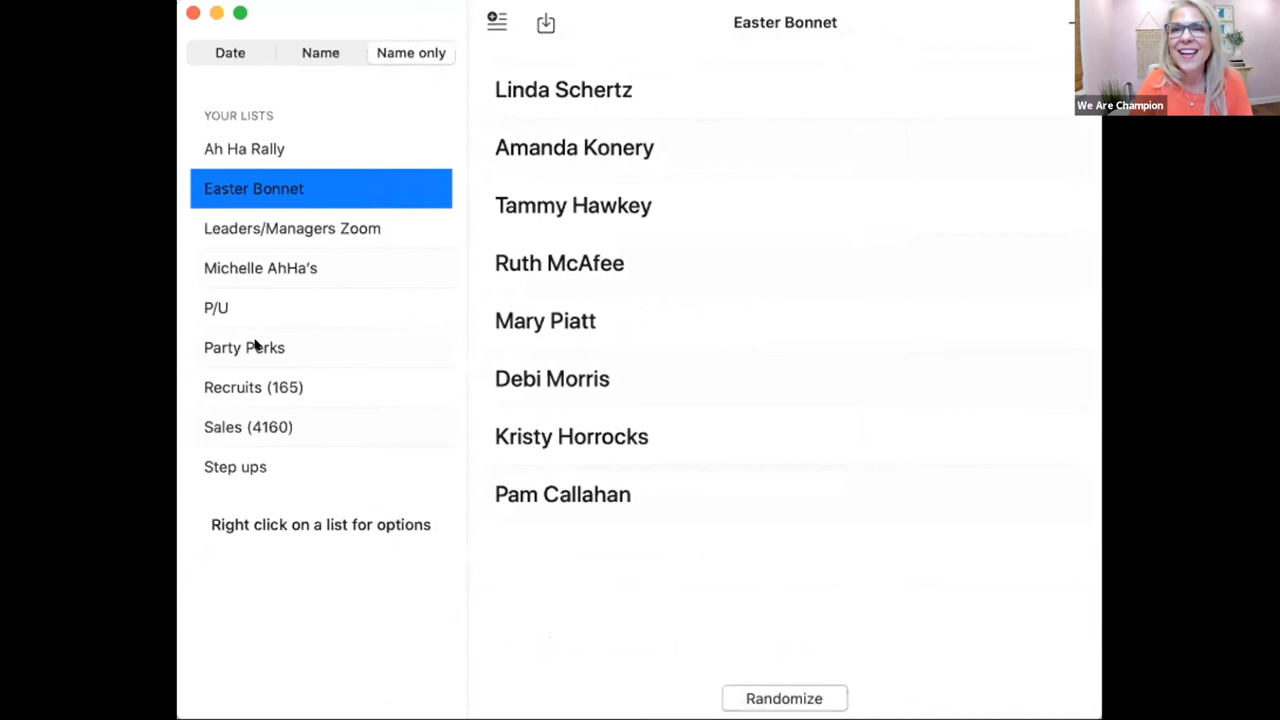 Date Name Name only
YOUR LISTS
Ah Ha Rally
Easter Bonnet
Leaders/Managers Zoom
Michelle AhHa's
P/U
Party Perks
Recruits (165)
Sales (4160)
Step ups
Right click on a list for options
Easter Bonnet
Linda Schertz
Amanda Konery
Tammy Hawkey
Ruth McAfee
Mary Piatt
Debi Morris
Kristy Horrocks
Pam Callahan
Randomize
We Are Champion